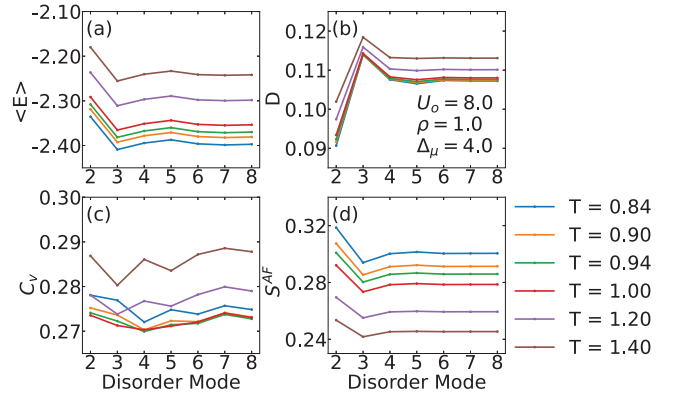 (a)
<E>
-2.10
-2.20
-2.30
-2.40
2 3 4 5 6 7 8
(b)
D
0.12
0.11
0.10
0.09
U₀ = 8.0
ρ = 1.0
Δμ = 4.0
2 3 4 5 6 7 8
(c)
Cᵥ
0.30
0.29
0.28
0.27
2 3 4 5 6 7 8
Disorder Mode
(d)
S^AF
0.32
0.28
0.24
2 3 4 5 6 7 8
Disorder Mode
T = 0.84
T = 0.90
T = 0.94
T = 1.00
T = 1.20
T = 1.40